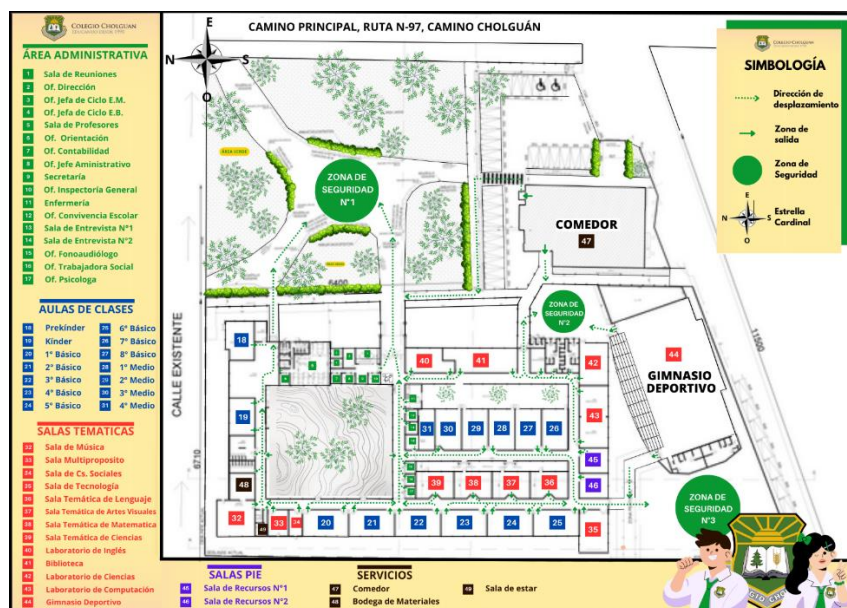 COLEGIO CHOLGUAN
CAMINO PRINCIPAL, RUTA N-97, CAMINO CHOLGUÁN
ÁREA ADMINISTRATIVA
1 Sala de Reuniones
2 Of. Dirección
3 Of. Jefa de Ciclo E.M.
4 Of. Jefa de Ciclo E.B.
5 Sala de Profesores
6 Of. Orientación
7 Of. Contabilidad
8 Of. Jefe Aministrativo
9 Secretaría
10 Of. Inspectoría General
11 Enfermería
12 Of. Convivencia Escolar
13 Sala de Entrevista N°1
14 Sala de Entrevista N°2
15 Of. Fonoaudiólogo
16 Of. Trabajadora Social
17 Of. Psicologa
AULAS DE CLASES
18 Prekínder
19 Kínder
20 1° Básico
21 2° Básico
22 3° Básico
23 4° Básico
24 5° Básico
25 6° Básico
26 7° Básico
27 8° Básico
28 1° Medio
29 2° Medio
30 3° Medio
31 4° Medio
SALAS TEMATICAS
32 Sala de Música
33 Sala Multiproposito
34 Sala de Cs. Sociales
35 Sala de Tecnología
36 Sala Temática de Lenguaje
37 Sala Temática de Artes Visuales
38 Sala Temática de Matematica
39 Sala Temática de Ciencias
40 Laboratorio de Inglés
41 Biblioteca
42 Laboratorio de Ciencias
43 Laboratorio de Computación
44 Gimnasio Deportivo
SALAS PIE
45 Sala de Recursos N°1
46 Sala de Recursos N°2
SERVICIOS
47 Comedor
48 Bodega de Materiales
49 Sala de estar
E
N
S
O
ZONA DE
SEGURIDAD
N°1
COMEDOR
47
6400
CALLE EXISTENTE
6710
11500
ZONA DE
SEGURIDAD
N°2
44
GIMNASIO
DEPORTIVO
18
40
41
42
19
31
30
29
28
27
26
43
45
48
39
38
37
36
46
32
49
33
34
20
21
22
23
24
25
35
ZONA DE
SEGURIDAD
N°3
COLEGIO CHOLGUAN
SIMBOLOGÍA
Dirección de
desplazamiento
Zona de
salida
Zona de
Seguridad
E
N
S
O
Estrella
Cardinal